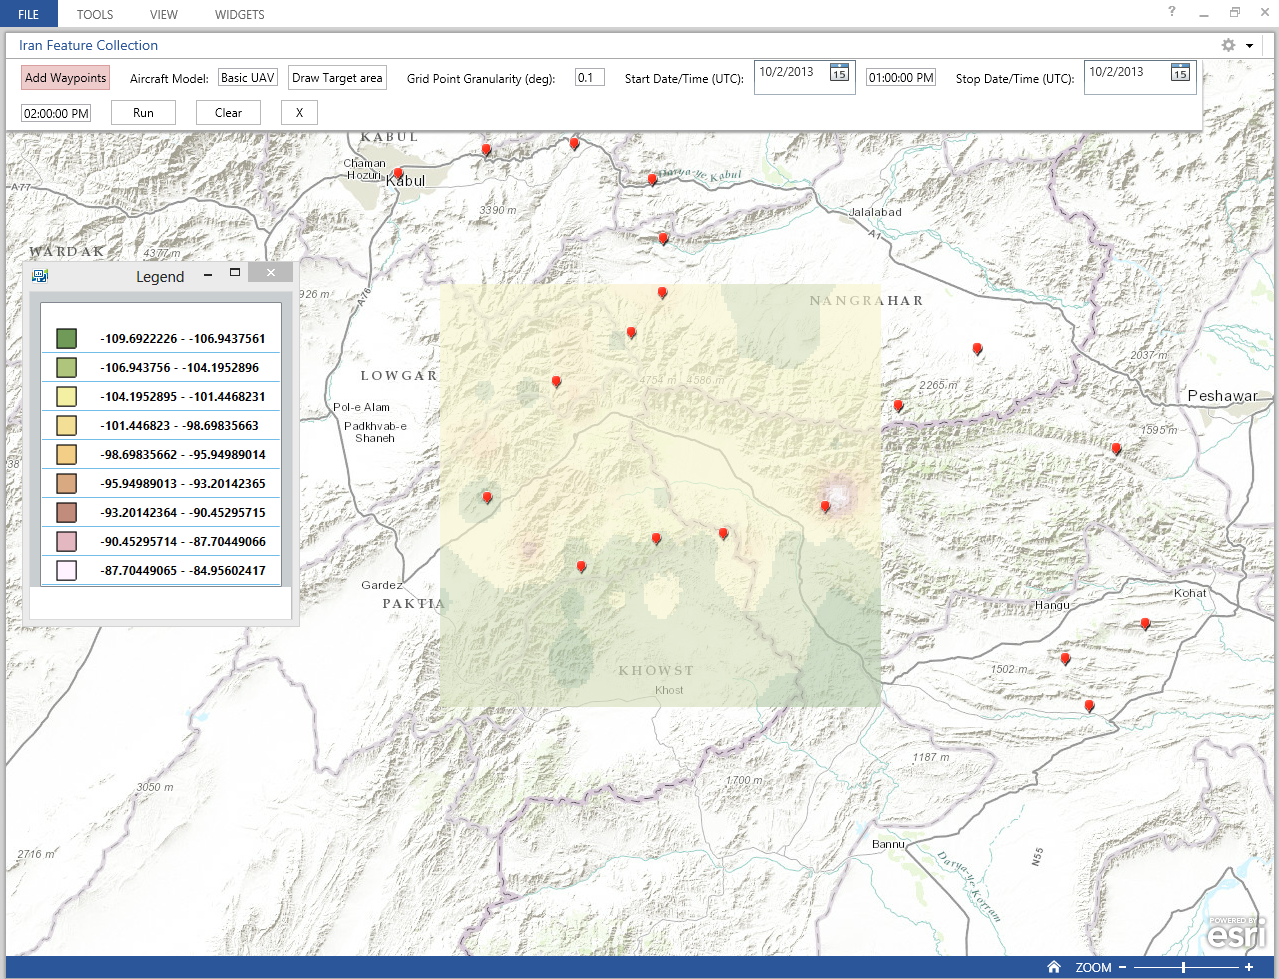 FILE TOOLS VIEW WIDGETS ?
Iran Feature Collection
Add Waypoints Aircraft Model: Basic UAV Draw Target area Grid Point Granularity (deg): 0.1 Start Date/Time (UTC): 10/2/2013 15 01:00:00 PM Stop Date/Time (UTC): 10/2/2013 15
02:00:00 PM Run Clear X
KABUL
Chaman
Hozuri
Kabul
A77
Darya-ye Kabul
3390 m
Jalalabad
A1
WARDAK
4377 m
Legend
926 m
A76
NANGRAHAR
-109.6922226 - -106.9437561
-106.943756 - -104.1952896
-104.1952895 - -101.4468231
-101.446823 - -98.69835663
-98.69835662 - -95.94989014
-95.94989013 - -93.20142365
-93.20142364 - -90.45295715
-90.45295714 - -87.70449066
-87.70449065 - -84.95602417
2037 m
LOWGAR
4754 m
4586 m
2265 m
Peshawar
Pol-e Alam
Padkhvab-e
Shaneh
1595 m
38
Gardez
PAKTIA
Kohat
Hangu
KHOWST
1502 m
Khost
1187 m
1700 m
3050 m
2716 m
Bannu
N55
Darya-ye Korram
POWERED BY
esri
ZOOM